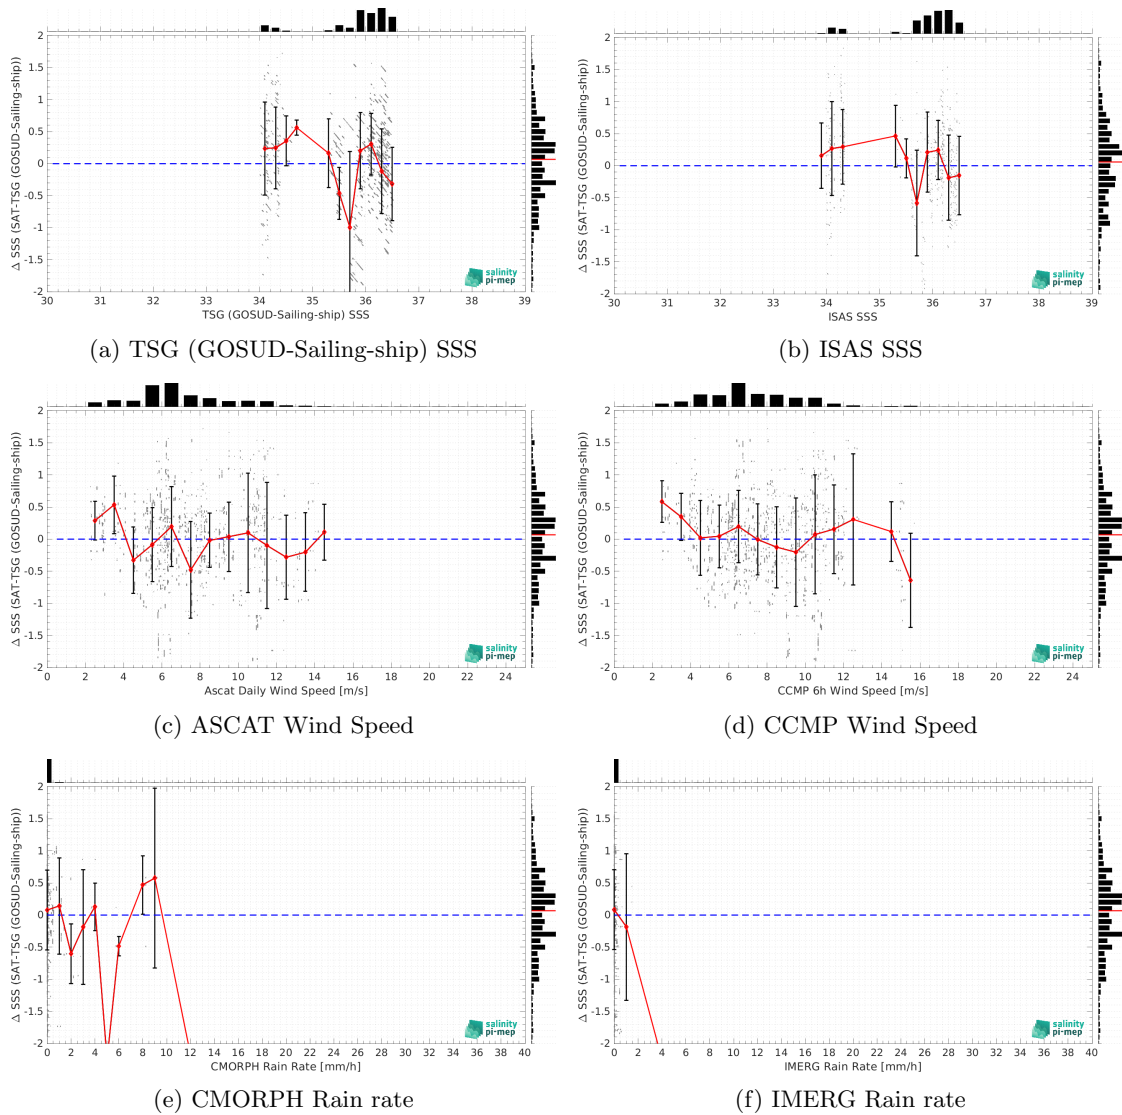 2
1.5
1
0.5
0
-0.5
-1
-1.5
-2
Δ SSS (SAT-TSG (GOSUD-Sailing-ship))
30 31 32 33 34 35 36 37 38 39
TSG (GOSUD-Sailing-ship) SSS
salinity
pi-mep
2
1.5
1
0.5
0
-0.5
-1
-1.5
-2
Δ SSS (SAT-TSG (GOSUD-Sailing-ship))
30 31 32 33 34 35 36 37 38 39
ISAS SSS
salinity
pi-mep
(a) TSG (GOSUD-Sailing-ship) SSS
(b) ISAS SSS
2
1.5
1
0.5
0
-0.5
-1
-1.5
-2
Δ SSS (SAT-TSG (GOSUD-Sailing-ship))
0 2 4 6 8 10 12 14 16 18 20 22 24
Ascat Daily Wind Speed [m/s]
salinity
pi-mep
2
1.5
1
0.5
0
-0.5
-1
-1.5
-2
Δ SSS (SAT-TSG (GOSUD-Sailing-ship))
0 2 4 6 8 10 12 14 16 18 20 22 24
CCMP 6h Wind Speed [m/s]
salinity
pi-mep
(c) ASCAT Wind Speed
(d) CCMP Wind Speed
2
1.5
1
0.5
0
-0.5
-1
-1.5
-2
Δ SSS (SAT-TSG (GOSUD-Sailing-ship))
0 2 4 6 8 10 12 14 16 18 20 22 24 26 28 30 32 34 36 38 40
CMORPH Rain Rate [mm/h]
salinity
pi-mep
2
1.5
1
0.5
0
-0.5
-1
-1.5
-2
Δ SSS (SAT-TSG (GOSUD-Sailing-ship))
0 2 4 6 8 10 12 14 16 18 20 22 24 26 28 30 32 34 36 38 40
IMERG Rain Rate [mm/h]
salinity
pi-mep
(e) CMORPH Rain rate
(f) IMERG Rain rate